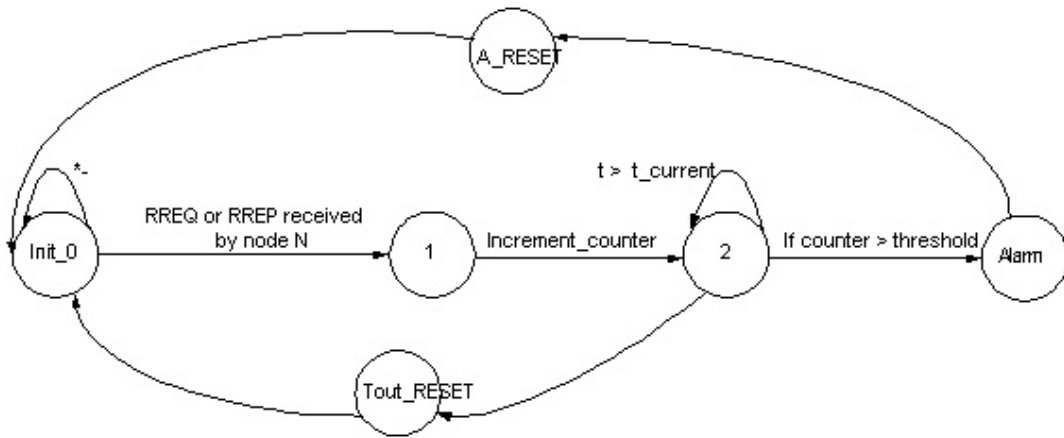 A_RESET
*-
t > t_current
RREQ or RREP received
by node N
Init_0
1
Increment_counter
2
If counter > threshold
Alarm
Tout_RESET